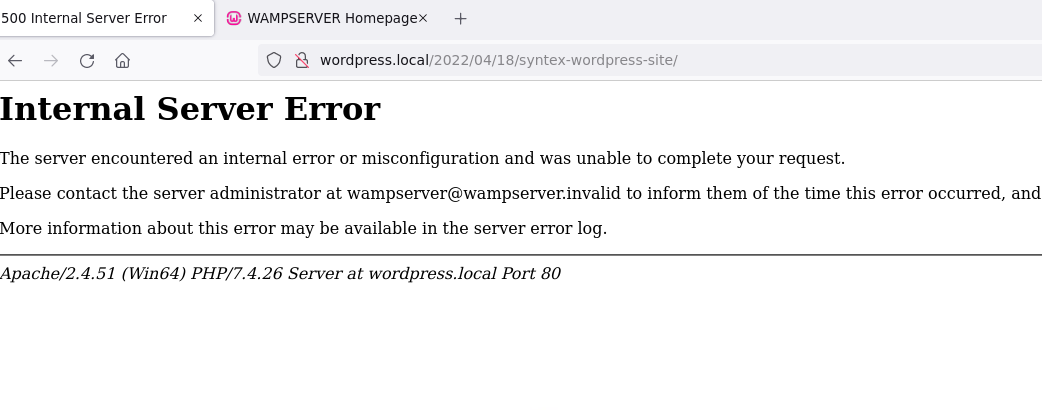 500 Internal Server Error
WAMPSERVER Homepage
wordpress.local/2022/04/18/syntex-wordpress-site/
Internal Server Error
The server encountered an internal error or misconfiguration and was unable to complete your request.
Please contact the server administrator at wampserver@wampserver.invalid to inform them of the time this error occurred, and
More information about this error may be available in the server error log.
Apache/2.4.51 (Win64) PHP/7.4.26 Server at wordpress.local Port 80